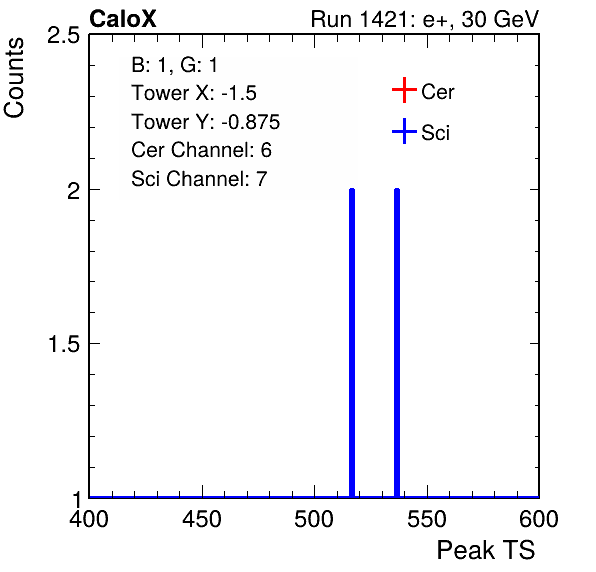 CaloX
Run 1421: e+, 30 GeV
Counts
2.5
2
1.5
1
B: 1, G: 1
Tower X: -1.5
Tower Y: -0.875
Cer Channel: 6
Sci Channel: 7
Cer
Sci
400
450
500
550
600
Peak TS